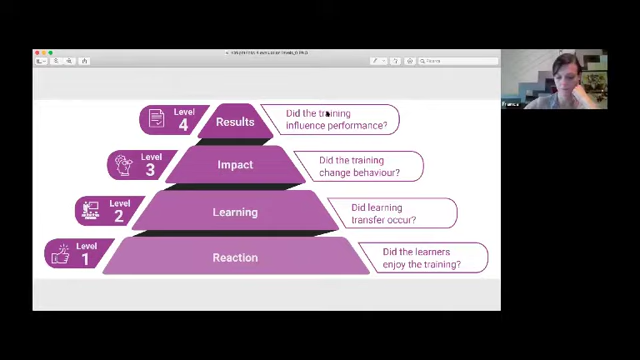 Level
4
Results
Did the training
influence performance?
Level
3
Impact
Did the training
change behaviour?
Level
2
Learning
Did learning
transfer occur?
Level
1
Reaction
Did the learners
enjoy the training?